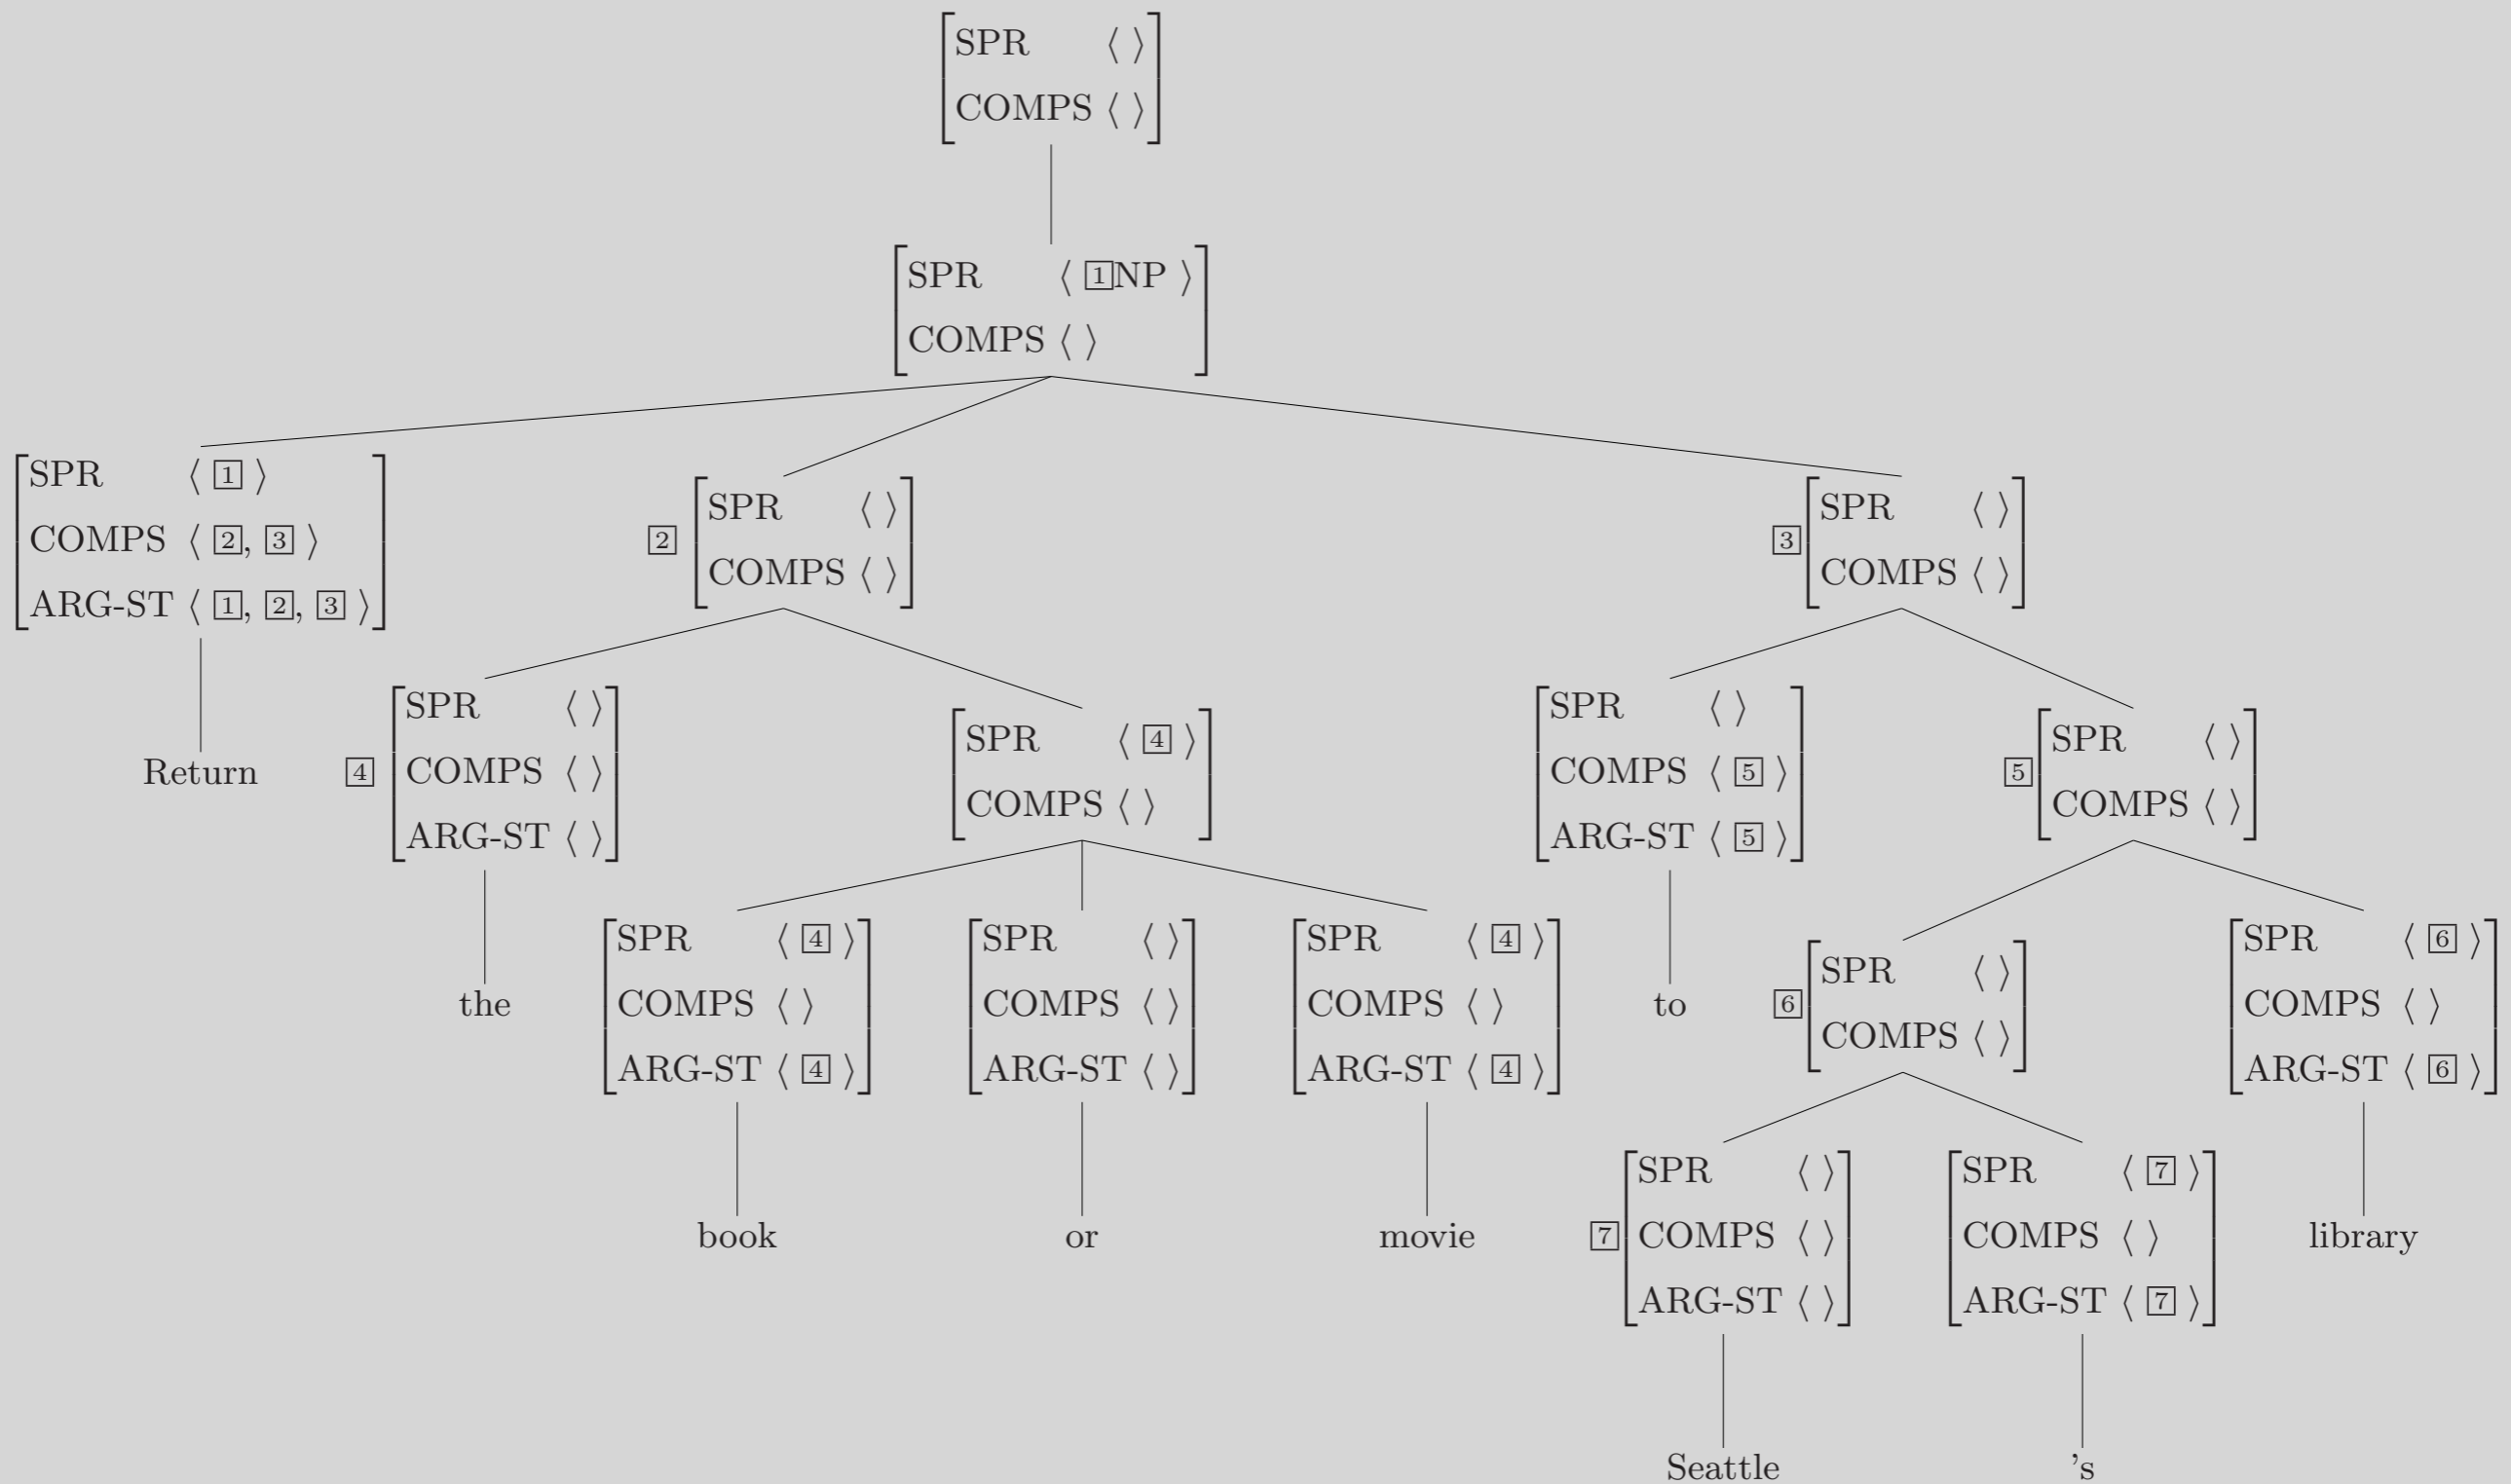 SPR ⟨ ⟩
COMPS ⟨ ⟩
SPR ⟨ 1NP ⟩
COMPS ⟨ ⟩
SPR ⟨ 1 ⟩
COMPS ⟨ 2, 3 ⟩
ARG-ST ⟨ 1, 2, 3 ⟩
Return
2
SPR ⟨ ⟩
COMPS ⟨ ⟩
3
SPR ⟨ ⟩
COMPS ⟨ ⟩
4
SPR ⟨ ⟩
COMPS ⟨ ⟩
ARG-ST ⟨ ⟩
the
SPR ⟨ 4 ⟩
COMPS ⟨ ⟩
SPR ⟨ ⟩
COMPS ⟨ 5 ⟩
ARG-ST ⟨ 5 ⟩
to
5
SPR ⟨ ⟩
COMPS ⟨ ⟩
SPR ⟨ 4 ⟩
COMPS ⟨ ⟩
ARG-ST ⟨ 4 ⟩
book
SPR ⟨ ⟩
COMPS ⟨ ⟩
ARG-ST ⟨ ⟩
or
SPR ⟨ 4 ⟩
COMPS ⟨ ⟩
ARG-ST ⟨ 4 ⟩
movie
6
SPR ⟨ ⟩
COMPS ⟨ ⟩
SPR ⟨ 6 ⟩
COMPS ⟨ ⟩
ARG-ST ⟨ 6 ⟩
library
7
SPR ⟨ ⟩
COMPS ⟨ ⟩
ARG-ST ⟨ ⟩
Seattle
SPR ⟨ 7 ⟩
COMPS ⟨ ⟩
ARG-ST ⟨ 7 ⟩
's